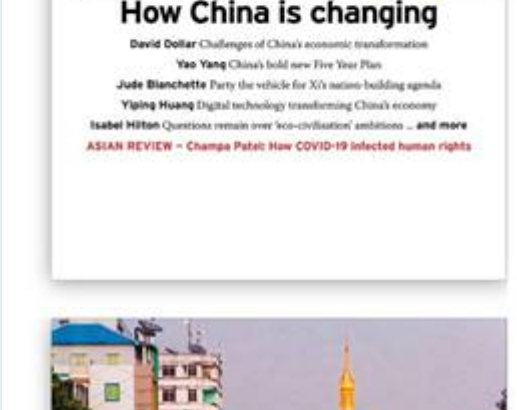 How China is changing
David Dollar Challenges of China's economic transformation
Yao Yang China's bold new Five Year Plan
Jude Blanchette Party the vehicle for Xi's nation-building agenda
Yiping Huang Digital technology transforming China's economy
Isabel Hilton Questions remain over 'eco-civilisation' ambitions ... and more
ASIAN REVIEW — Champa Patel: How COVID-19 infected human rights